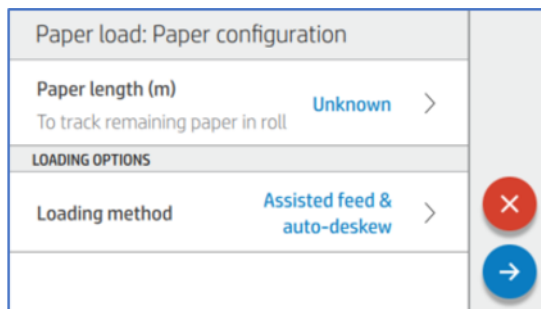 Paper load: Paper configuration
Paper length (m)
Unknown
To track remaining paper in roll
LOADING OPTIONS
Loading method
Assisted feed &
auto-deskew